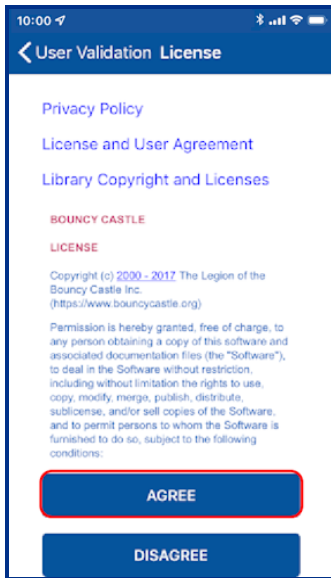 10:00
User Validation License
Privacy Policy
License and User Agreement
Library Copyright and Licenses
BOUNCY CASTLE
LICENSE
Copyright (c) 2000 - 2017 The Legion of the
Bouncy Castle Inc.
(https://www.bouncycastle.org)
Permission is hereby granted, free of charge, to
any person obtaining a copy of this software and
associated documentation files (the "Software"),
to deal in the Software without restriction,
including without limitation the rights to use,
copy, modify, merge, publish, distribute,
sublicense, and/or sell copies of the Software,
and to permit persons to whom the Software is
furnished to do so, subject to the following
conditions:
AGREE
DISAGREE